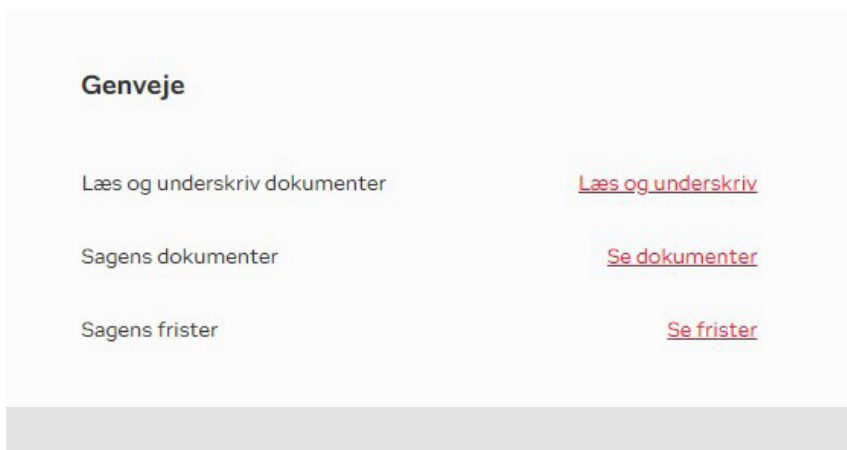 Genveje
Læs og underskriv dokumenter Læs og underskriv
Sagens dokumenter Se dokumenter
Sagens frister Se frister